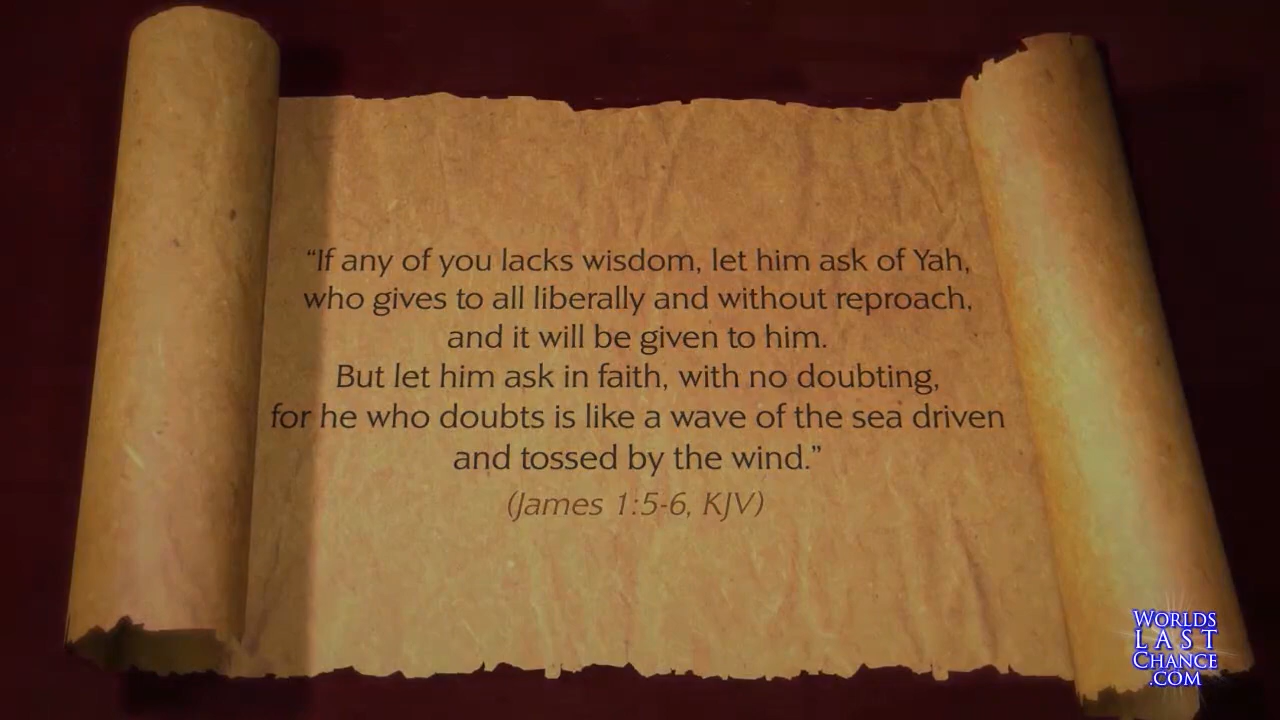 “If any of you lacks wisdom, let him ask of Yah,
who gives to all liberally and without reproach,
and it will be given to him.
But let him ask in faith, with no doubting,
for he who doubts is like a wave of the sea driven
and tossed by the wind.”
(James 1:5-6, KJV)
WORLDS
LAST
CHANCE
.COM